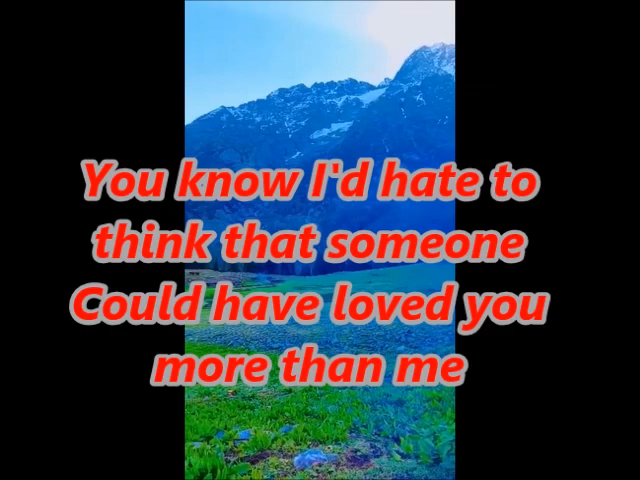 You know I'd hate to
think that someone
Could have loved you
more than me